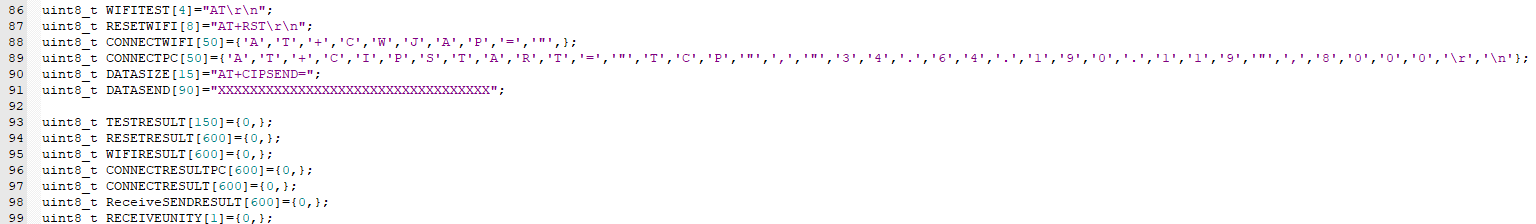 86 uint8_t WIFITEST[4]="AT\r\n";
87 uint8_t RESETWIFI[8]="AT+RST\r\n";
88 uint8_t CONNECTWIFI[50]={'A','T','+','C','W','J','A','P','=','"',};
89 uint8_t CONNECTPC[50]={'A','T','+','C','I','P','S','T','A','R','T','=','"','T','C','P','"',',','"','3','4','.','6','4','.','1','9','0','.','1','1','9','"',',','8','0','0','0','\r','\n'};
90 uint8_t DATASIZE[15]="AT+CIPSEND=";
91 uint8_t DATASEND[90]="XXXXXXXXXXXXXXXXXXXXXXXXXXXXXXXXXX";
92
93 uint8_t TESTRESULT[150]={0,};
94 uint8_t RESETRESULT[600]={0,};
95 uint8_t WIFIRESULT[600]={0,};
96 uint8_t CONNECTRESULTPC[600]={0,};
97 uint8_t CONNECTRESULT[600]={0,};
98 uint8_t ReceiveSENDRESULT[600]={0,};
99 uint8_t RECEIVEUNITY[1]={0,};